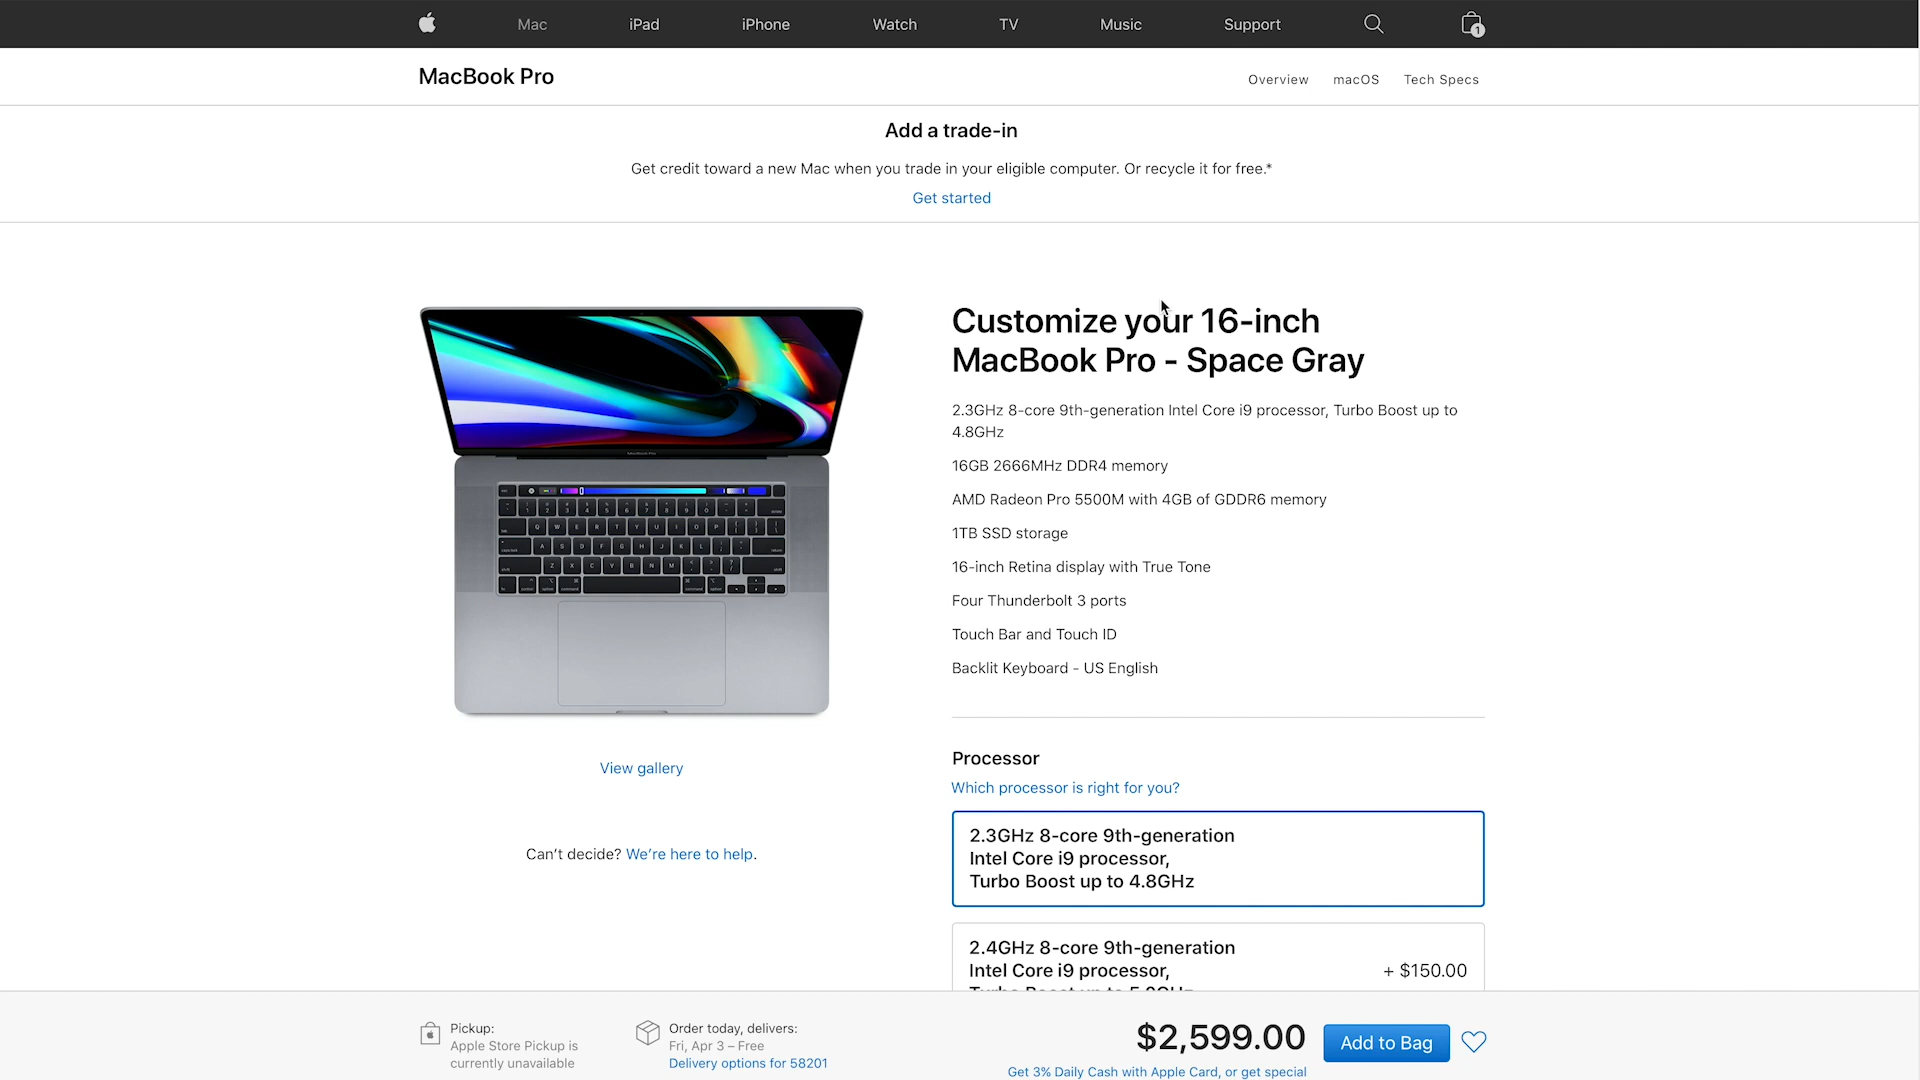 Mac
iPad
iPhone
Watch
TV
Music
Support
1
MacBook Pro
Overview
macOS
Tech Specs
Add a trade-in
Get credit toward a new Mac when you trade in your eligible computer. Or recycle it for free.*
Get started
Customize your 16-inch
MacBook Pro - Space Gray
2.3GHz 8-core 9th-generation Intel Core i9 processor, Turbo Boost up to
4.8GHz
16GB 2666MHz DDR4 memory
AMD Radeon Pro 5500M with 4GB of GDDR6 memory
1TB SSD storage
16-inch Retina display with True Tone
Four Thunderbolt 3 ports
Touch Bar and Touch ID
Backlit Keyboard - US English
MacBook Pro
View gallery
Can't decide? We're here to help.
Processor
Which processor is right for you?
2.3GHz 8-core 9th-generation
Intel Core i9 processor,
Turbo Boost up to 4.8GHz
2.4GHz 8-core 9th-generation
Intel Core i9 processor,
+ $150.00
Pickup:
Apple Store Pickup is
currently unavailable
Order today, delivers:
Fri, Apr 3 – Free
Delivery options for 58201
$2,599.00
Add to Bag
Get 3% Daily Cash with Apple Card, or get special